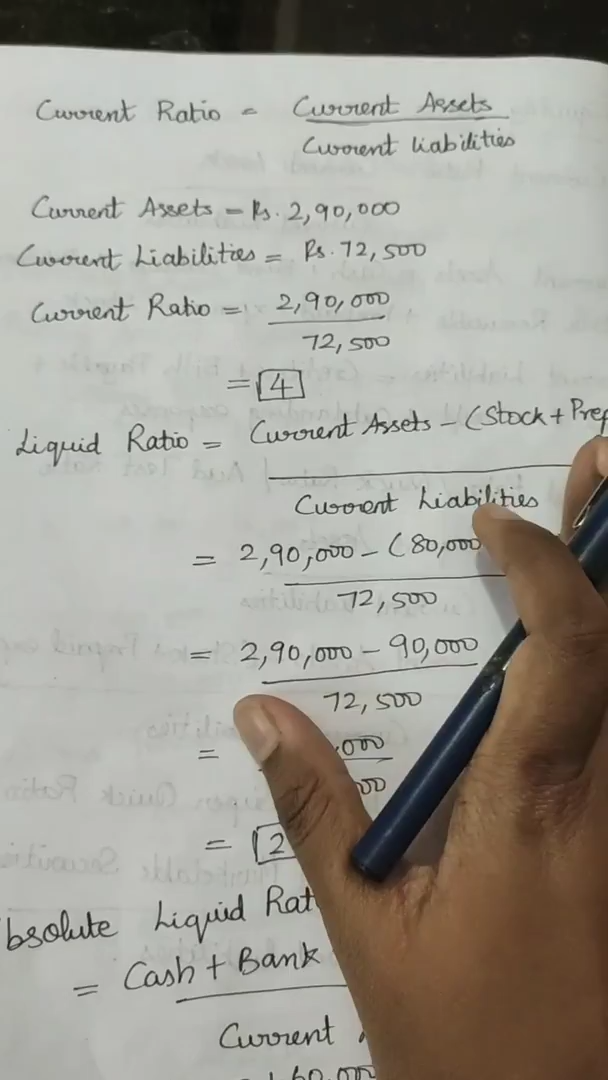 Current Ratio = Current Assets
Current liabilities
Current Assets = Rs. 2,90,000
Current Liabilities = Rs. 72,500
Current Ratio = 2,90,000
72,500
= 4
Liquid Ratio = Current Assets - (Stock + Prep
Current Liabilities
= 2,90,000 - (80,000
72,500
= 2,90,000 - 90,000
72,500
=
= 2
bsolute Liquid Rat
= Cash + Bank
Current